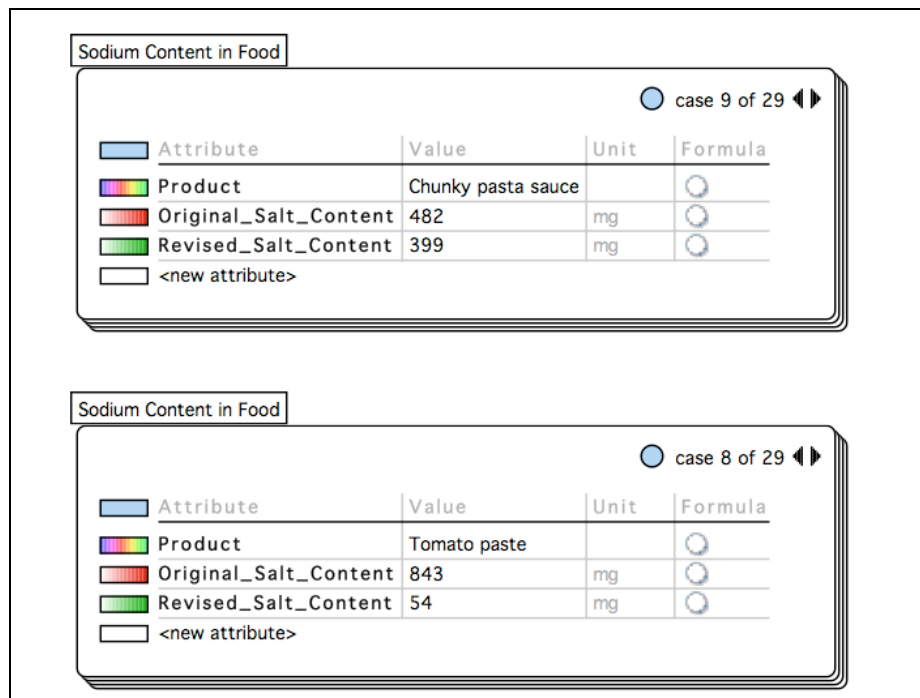 Sodium Content in Food
case 9 of 29
Attribute Value Unit Formula
Product Chunky pasta sauce
Original_Salt_Content 482 mg
Revised_Salt_Content 399 mg
<new attribute>
Sodium Content in Food
case 8 of 29
Attribute Value Unit Formula
Product Tomato paste
Original_Salt_Content 843 mg
Revised_Salt_Content 54 mg
<new attribute>